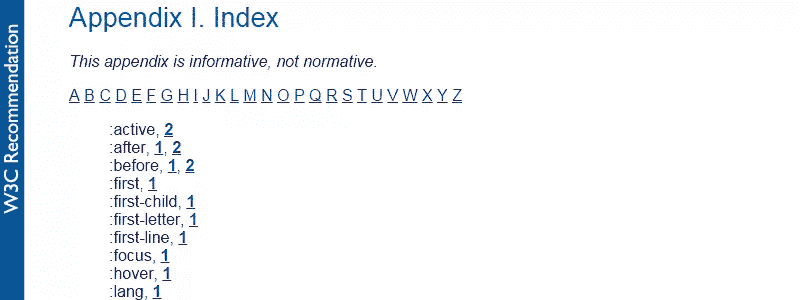 W3C Recommendation
Appendix I. Index
This appendix is informative, not normative.
A B C D E F G H I J K L M N O P Q R S T U V W X Y Z
:active, 2
:after, 1, 2
:before, 1, 2
:first, 1
:first-child, 1
:first-letter, 1
:first-line, 1
:focus, 1
:hover, 1
:lang, 1